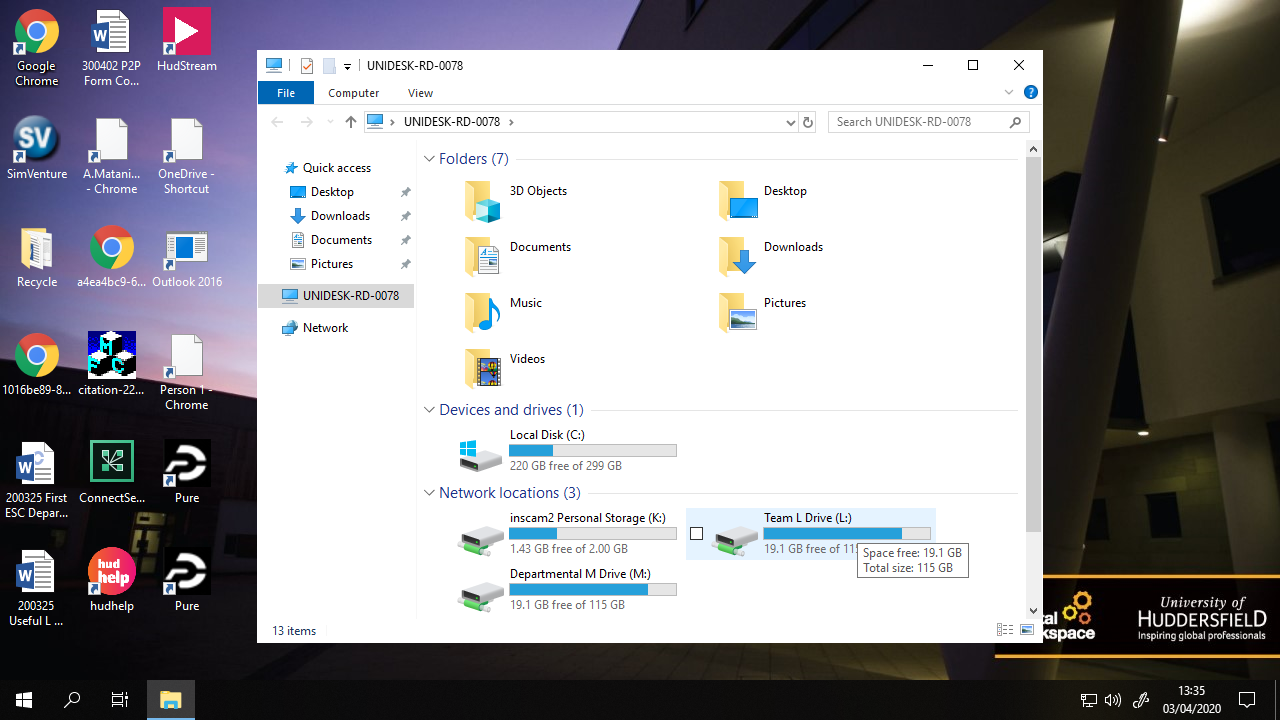 Google
Chrome
300402 P2P
Form Co...
HudStream
SV
SimVenture
A.Matani...
- Chrome
OneDrive -
Shortcut
Recycle
a4ea4bc9-6...
Outlook 2016
1016be89-8...
M
F
C
citation-22...
Person 1 -
Chrome
200325 First
ESC Depar...
ConnectSe...
Pure
200325
Useful L ...
hud
help
hudhelp
Pure
UNIDESK-RD-0078
File
Computer
View
UNIDESK-RD-0078
Search UNIDESK-RD-0078
Quick access
Desktop
Downloads
Documents
Pictures
UNIDESK-RD-0078
Network
Folders (7)
3D Objects
Desktop
Documents
Downloads
Music
Pictures
Videos
Devices and drives (1)
Local Disk (C:)
220 GB free of 299 GB
Network locations (3)
inscam2 Personal Storage (K:)
1.43 GB free of 2.00 GB
Team L Drive (L:)
19.1 GB free of 115
Space free: 19.1 GB
Total size: 115 GB
Departmental M Drive (M:)
19.1 GB free of 115 GB
13 items
University of
HUDDERSFIELD
Inspiring global professionals
13:35
03/04/2020